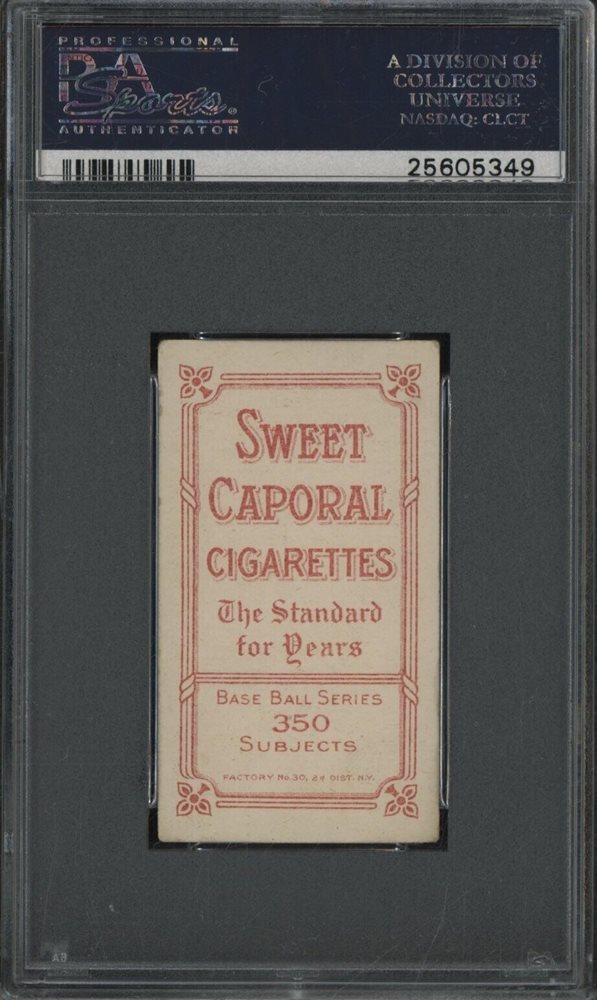 PROFESSIONAL
PSA
Sports
AUTHENTICATOR
A DIVISION OF
COLLECTORS
UNIVERSE
NASDAQ: CLCT
25605349
SWEET
CAPORAL
CIGARETTES
The Standard
for Years
BASE BALL SERIES
350
SUBJECTS
FACTORY No. 30, 2d DIST. N.Y.